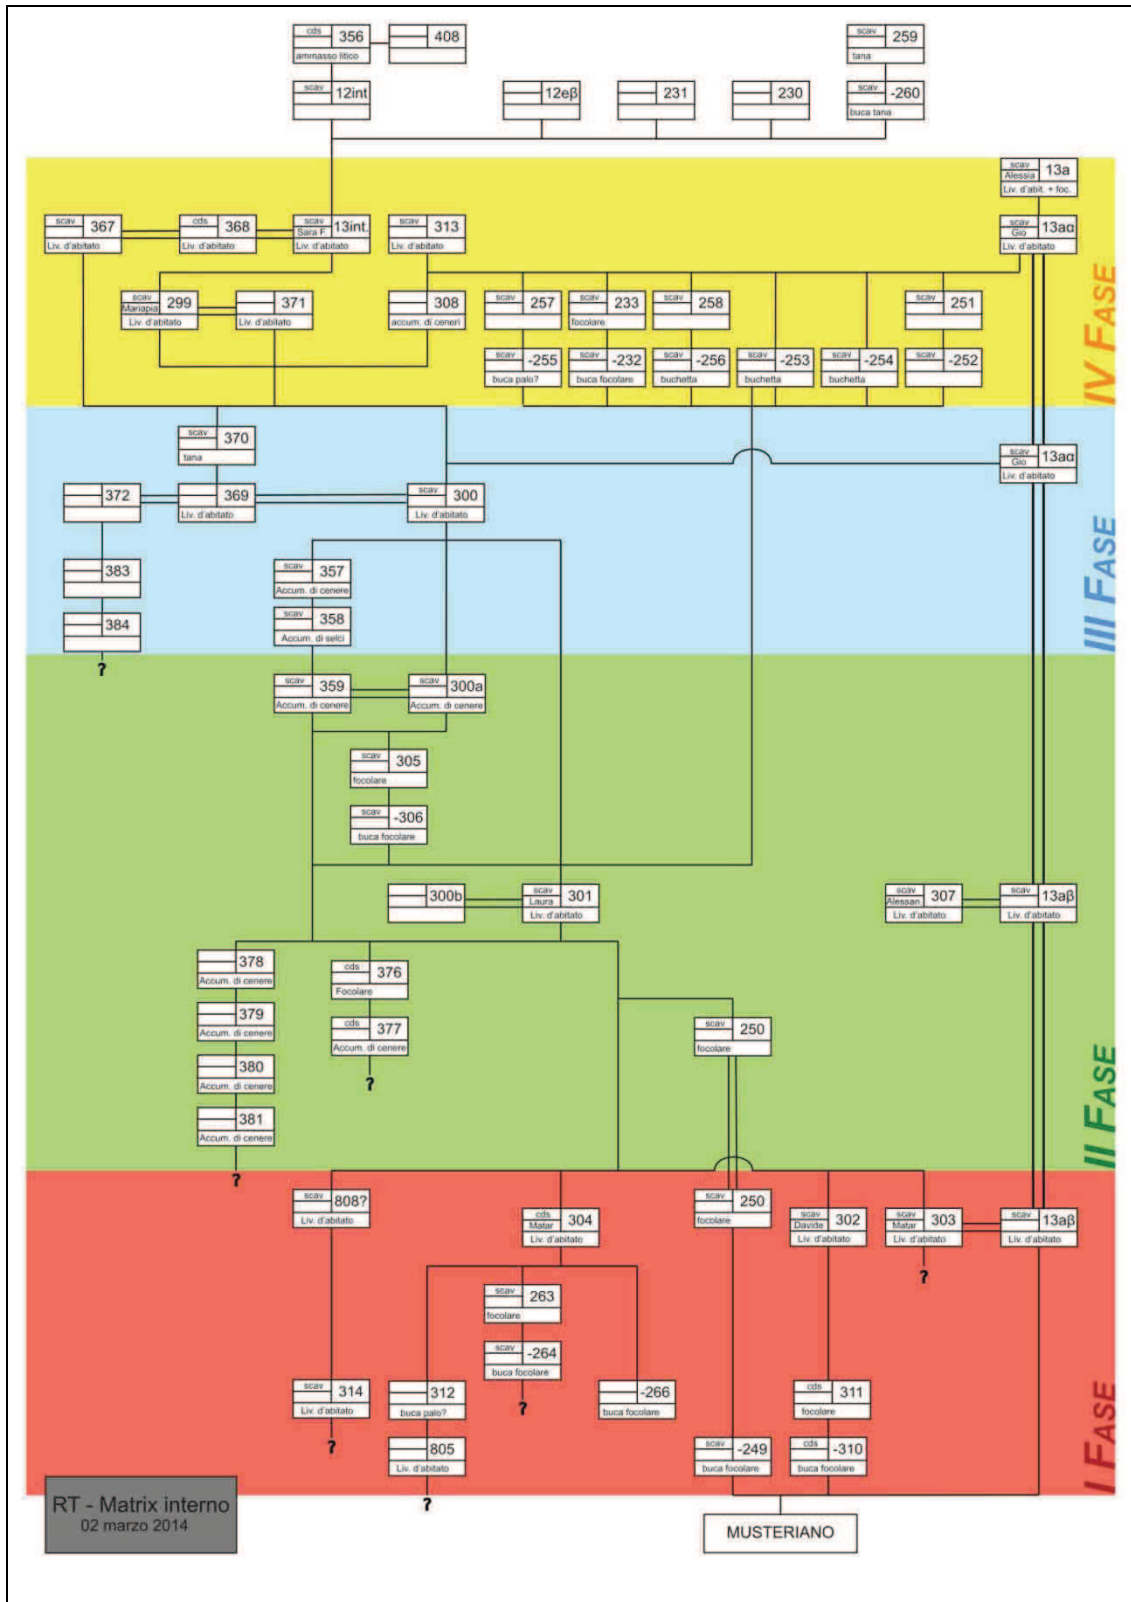 cds 356 ammasso litico
408
scav 259 tana
scav 12int
12eβ
231
230
scav -260 buca tana
scav Alessia 13a Liv. d'abit. + foc.
scav 367 Liv. d'abitato
cds 368 Liv. d'abitato
scav Sara F. 13int. Liv. d'abitato
scav 313 Liv. d'abitato
scav Gio 13aα Liv. d'abitato
scav Mariapia 299 Liv. d'abitato
371 Liv. d'abitato
308 accum. di ceneri
scav 257
scav 233 focolare
scav 258
scav 251
scav -255 buca palo?
scav -232 buca focolare
scav -256 buchetta
scav -253 buchetta
scav -254 buchetta
scav -252
IV FASE
scav 370 tana
scav Gio 13aα Liv. d'abitato
372
369 Liv. d'abitato
scav 300 Liv. d'abitato
383
scav 357 Accum. di cenere
384
scav 358 Accum. di selci
?
III FASE
scav 359 Accum. di cenere
scav 300a Accum. di cenere
scav 305 focolare
scav -306 buca focolare
300b
scav Laura 301 Liv. d'abitato
scav Alessan. 307 Liv. d'abitato
scav 13aβ Liv. d'abitato
378 Accum. di cenere
cds 376 Focolare
379 Accum. di cenere
cds 377 Accum. di cenere
scav 250 focolare
380 Accum. di cenere
?
381 Accum. di cenere
?
II FASE
scav 808? Liv. d'abitato
cds Matar 304 Liv. d'abitato
scav 250 focolare
scav Davide 302 Liv. d'abitato
scav Matar 303 Liv. d'abitato
scav 13aβ Liv. d'abitato
?
scav 263 focolare
scav -264 buca focolare
?
scav 314 Liv. d'abitato
312 buca palo?
-266 buca focolare
cds 311 focolare
?
805 Liv. d'abitato
scav -249 buca focolare
cds -310 buca focolare
?
I FASE
RT - Matrix interno
02 marzo 2014
MUSTERIANO